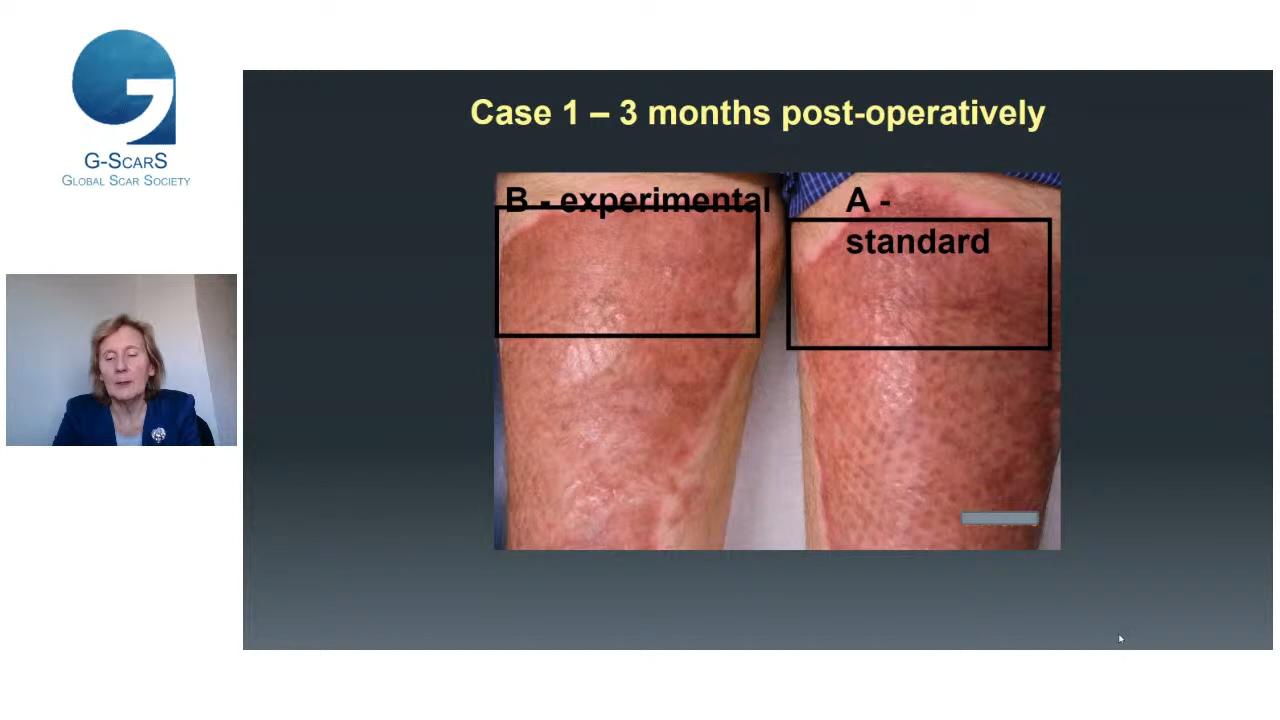 G-ScarS
Global Scar Society
Case 1 – 3 months post-operatively
B - experimental
A -
standard